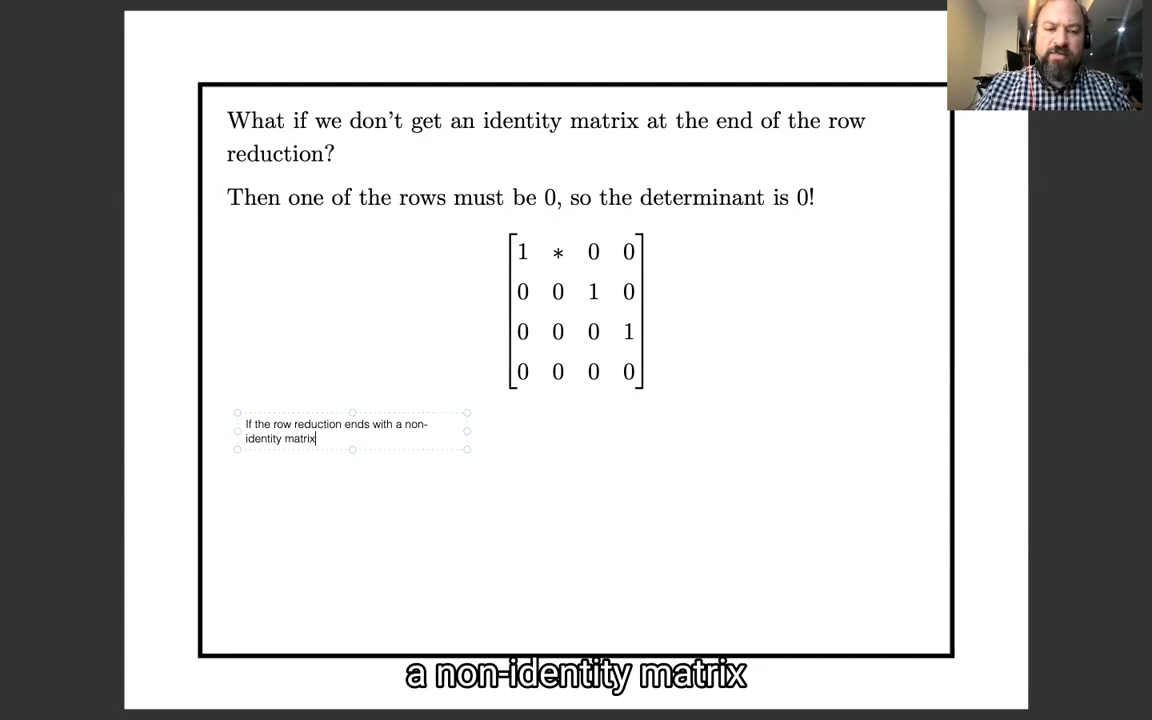 What if we don't get an identity matrix at the end of the row
reduction?
Then one of the rows must be 0, so the determinant is 0!
1 * 0 0
0 0 1 0
0 0 0 1
0 0 0 0
If the row reduction ends with a non-
identity matrix
a non-identity matrix